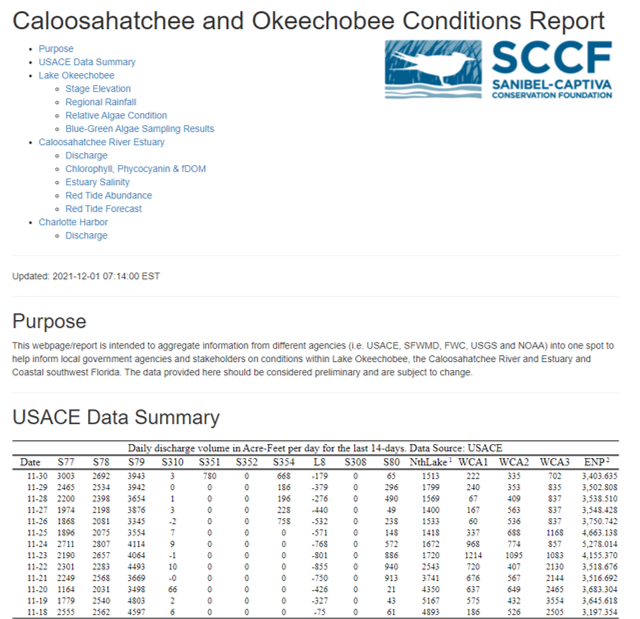 Caloosahatchee and Okeechobee Conditions Report
SCCF
SANIBEL-CAPTIVA
CONSERVATION FOUNDATION
Purpose
USACE Data Summary
Lake Okeechobee
Stage Elevation
Regional Rainfall
Relative Algae Condition
Blue-Green Algae Sampling Results
Caloosahatchee River Estuary
Discharge
Chlorophyll, Phycocyanin & fDOM
Estuary Salinity
Red Tide Abundance
Red Tide Forecast
Charlotte Harbor
Discharge
Updated: 2021-12-01 07:14:00 EST
Purpose
This webpage/report is intended to aggregate information from different agencies (i.e. USACE, SFWMD, FWC, USGS and NOAA) into one spot to
help inform local government agencies and stakeholders on conditions within Lake Okeechobee, the Caloosahatchee River and Estuary and
Coastal southwest Florida. The data provided here should be considered preliminary and are subject to change.
USACE Data Summary
Daily discharge volume in Acre-Feet per day for the last 14-days. Data Source: USACE
Date S77 S78 S79 S310 S351 S352 S354 L8 S308 S80 NthLake1 WCA1 WCA2 WCA3 ENP2
11-30 3003 2692 3943 3 780 0 668 -179 0 65 1513 222 335 702 3,403.635
11-29 2465 2534 3942 0 0 0 186 -379 0 296 1799 240 353 835 3,502.808
11-28 2200 2398 3654 1 0 0 196 -276 0 490 1569 67 409 837 3,538.510
11-27 1974 2198 3876 3 0 0 228 -440 0 49 1400 167 563 837 3,548.428
11-26 1868 2081 3345 -2 0 0 758 -532 0 238 1533 60 536 837 3,750.742
11-25 1896 2075 3554 7 0 0 0 -571 0 148 1418 337 688 1168 4,663.138
11-24 2711 2807 4114 9 0 0 0 -768 0 572 1672 968 774 857 5,278.014
11-23 2190 2657 4064 -1 0 0 0 -801 0 886 1720 1214 1095 1083 4,155.370
11-22 2301 2283 4493 10 0 0 0 -855 0 940 2543 720 407 2130 3,518.676
11-21 2249 2568 3669 -0 0 0 0 -750 0 913 3741 676 567 2144 3,516.692
11-20 1164 2031 3498 66 0 0 0 -426 0 21 4350 637 649 2465 3,683.304
11-19 1779 2540 4803 2 0 0 0 -327 0 43 5167 575 432 3554 3,645.618
11-18 2555 2562 4597 6 0 0 0 -75 0 61 4893 186 526 2505 3,197.354